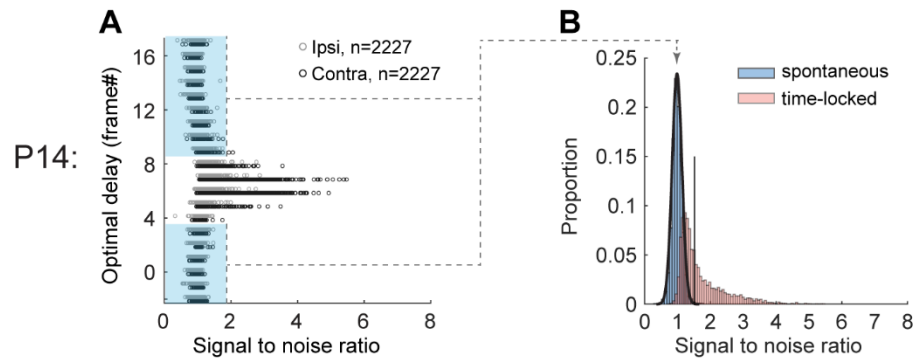 A
B
P14:
Optimal delay (frame#)
16
12
8
4
0
0 2 4 6 8
Signal to noise ratio
Ipsi, n=2227
Contra, n=2227
Proportion
0.25
0.20
0.15
0.1
0.05
0
0 1 2 3 4 5 6 7 8
Signal to noise ratio
spontaneous
time-locked